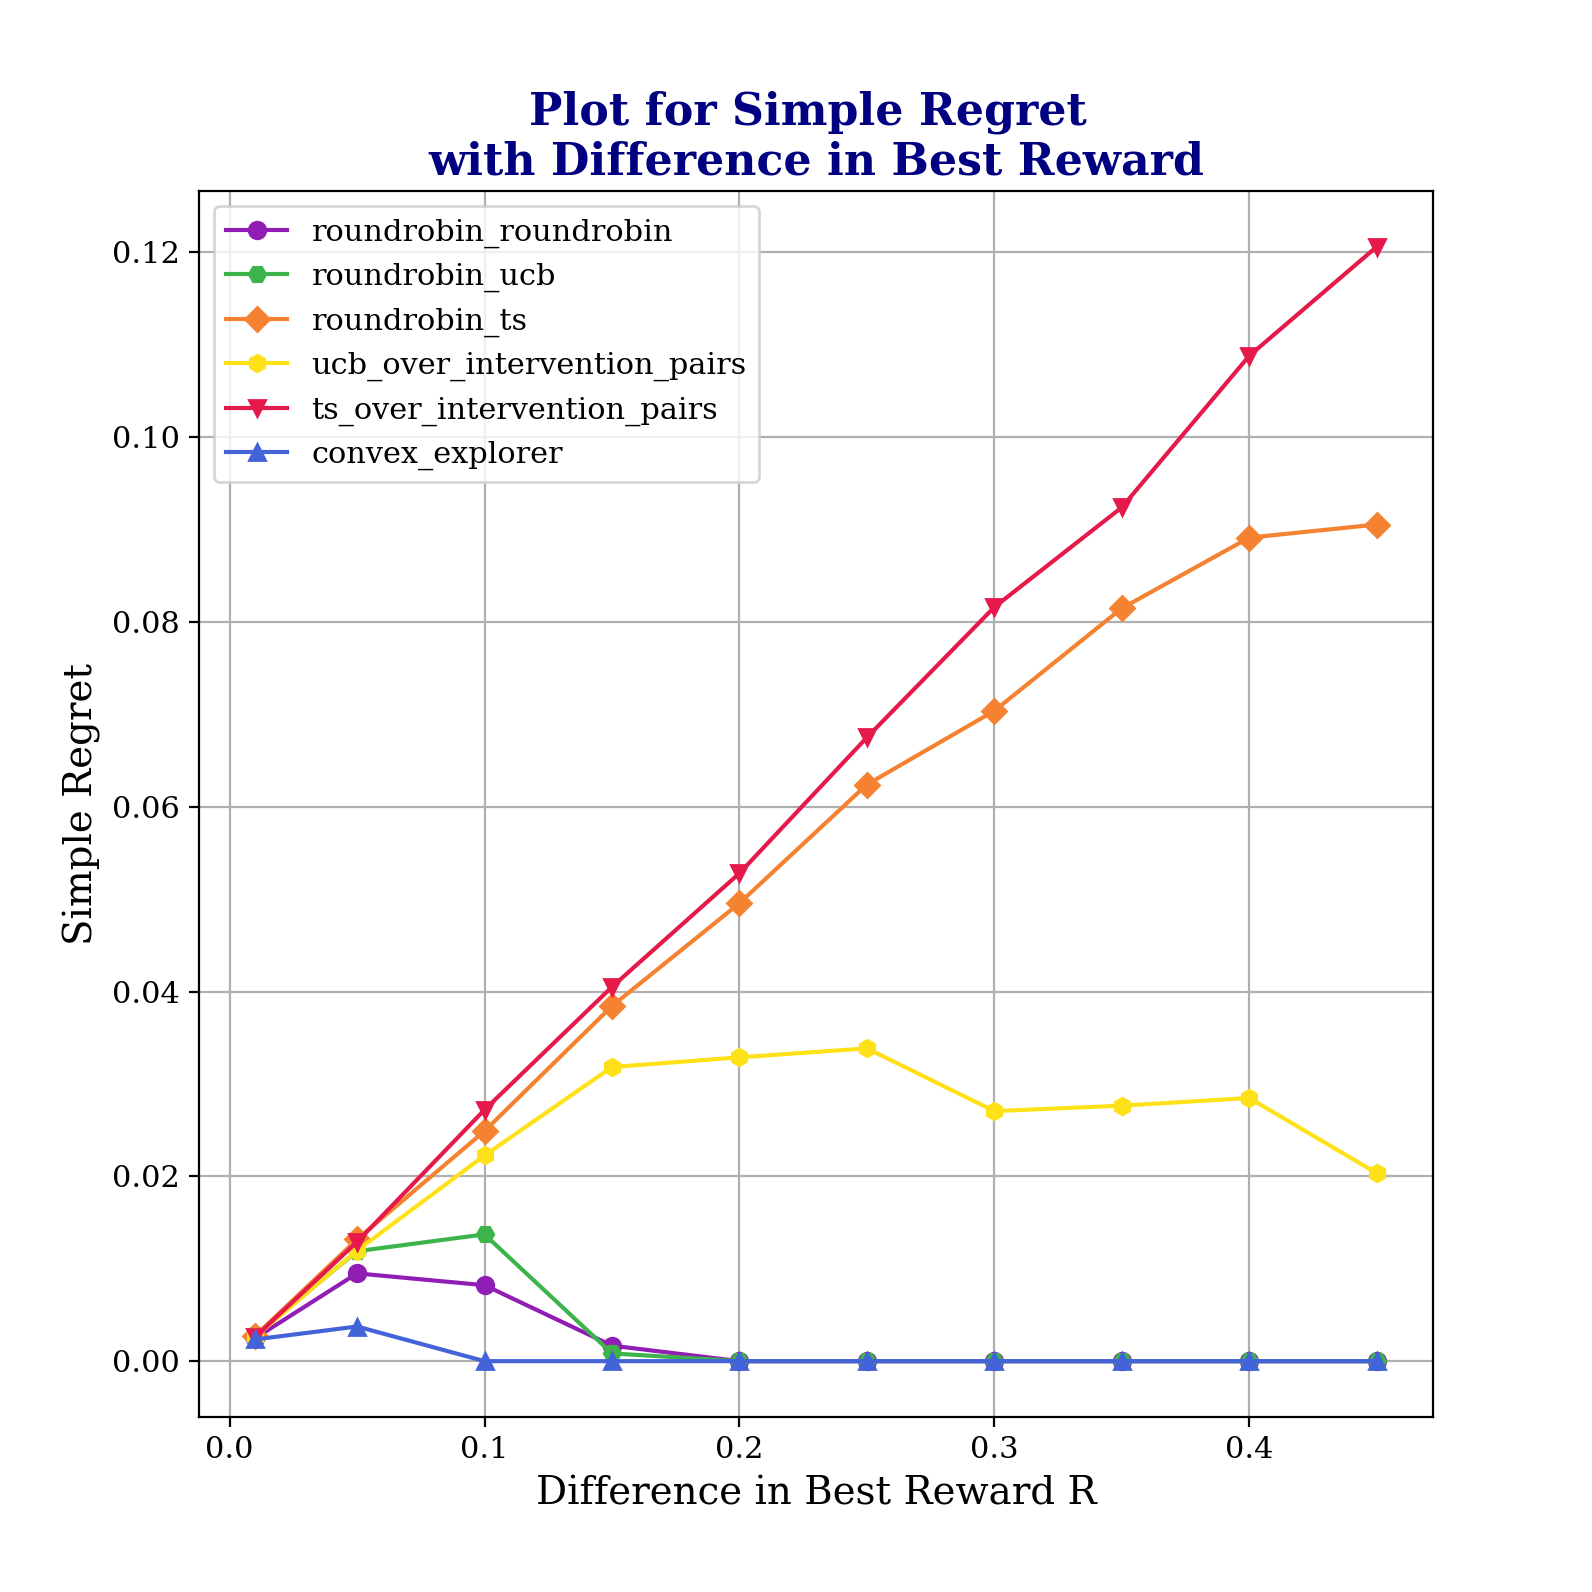 Plot for Simple Regret
with Difference in Best Reward
roundrobin_roundrobin
roundrobin_ucb
roundrobin_ts
ucb_over_intervention_pairs
ts_over_intervention_pairs
convex_explorer
0.12
0.10
0.08
0.06
0.04
0.02
0.00
Simple Regret
0.0 0.1 0.2 0.3 0.4
Difference in Best Reward R